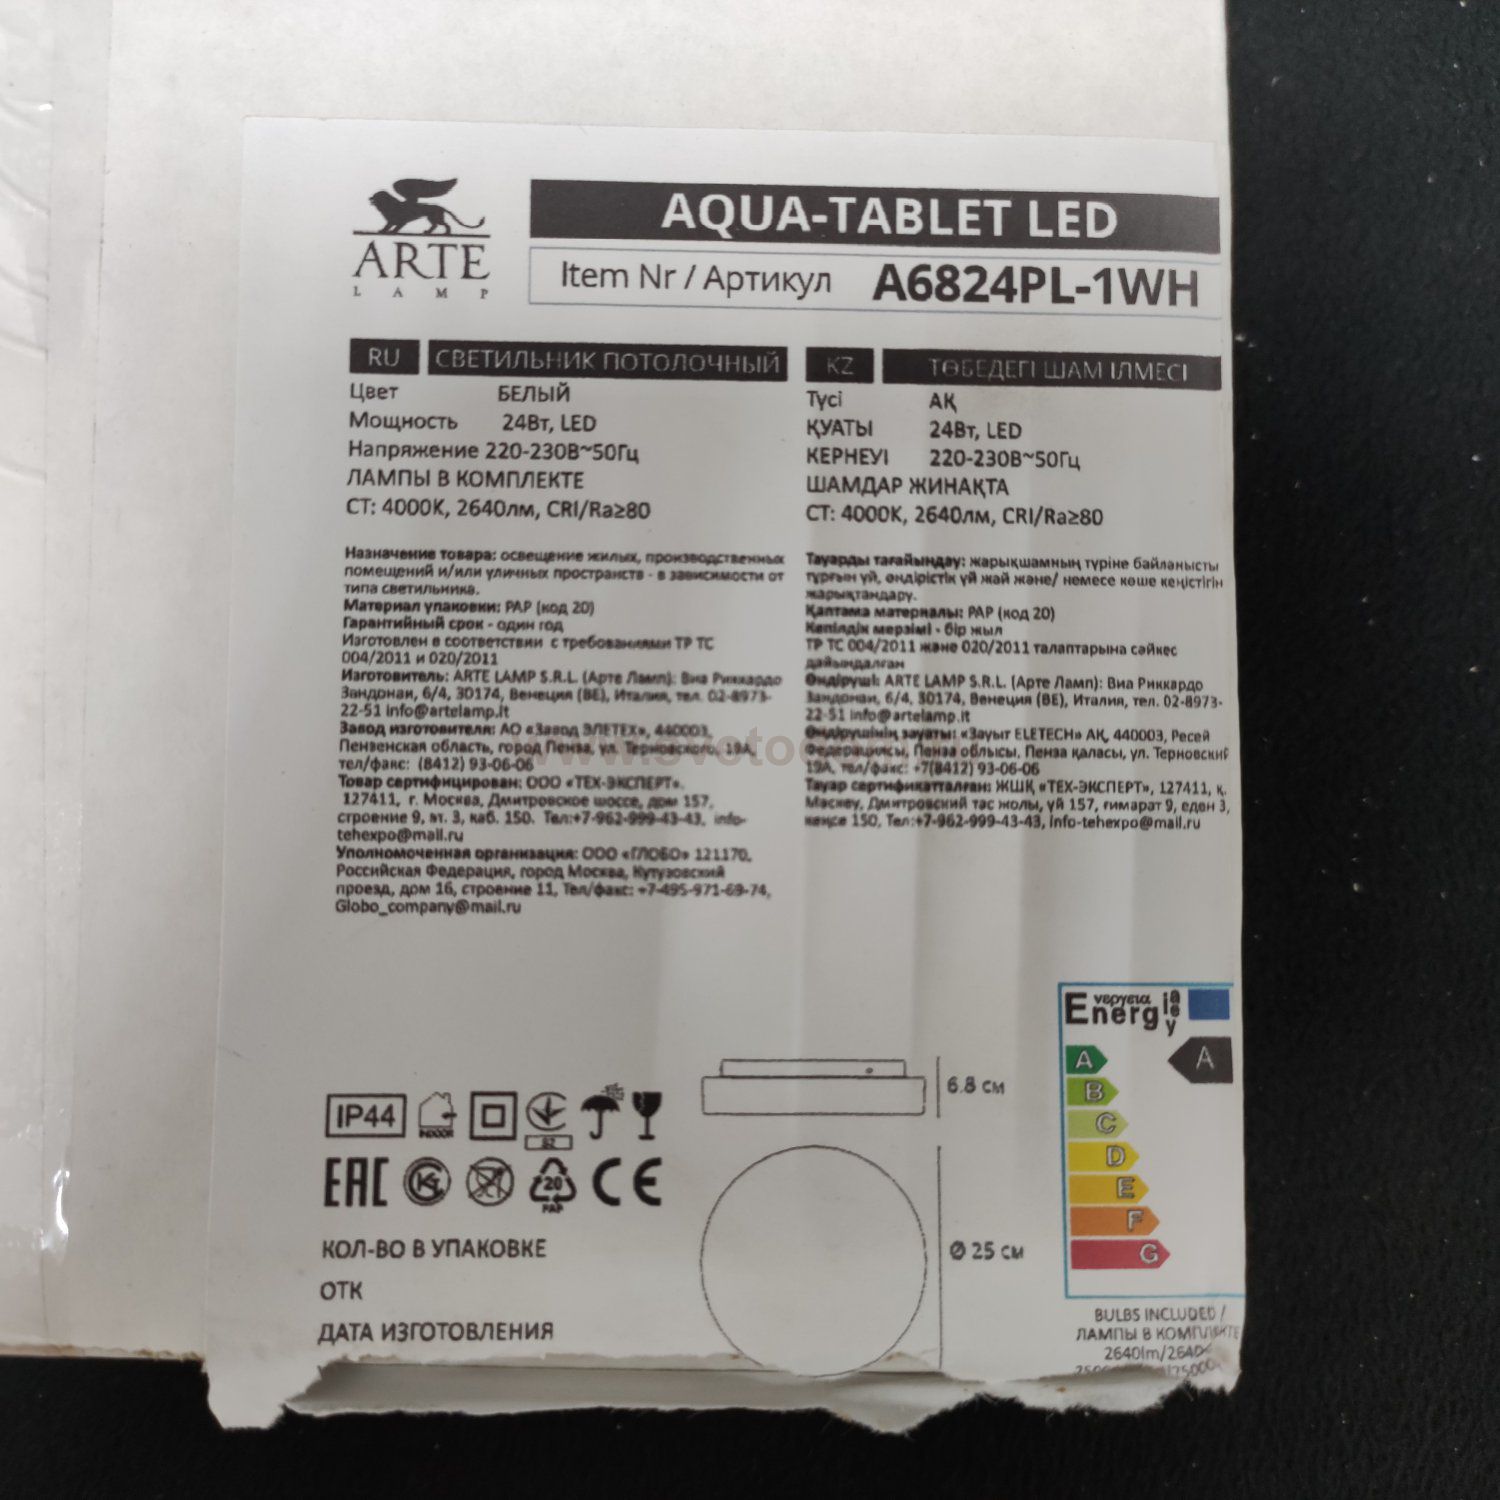 ARTE
LAMP
AQUA-TABLET LED
Item Nr / Артикул A6824PL-1WH
RU СВЕТИЛЬНИК ПОТОЛОЧНЫЙ
Цвет БЕЛЫЙ
Мощность 24Вт, LED
Напряжение 220-230В~50Гц
ЛАМПЫ В КОМПЛЕКТЕ
CT: 4000K, 2640лм, CRI/Ra≥80
Назначение товара: освещение жилых, производственных
помещений и/или уличных пространств - в зависимости от
типа светильника.
Материал упаковки: PAP (код 20)
Гарантийный срок - один год
Изготовлен в соответствии с требованиями ТР ТС
004/2011 и 020/2011
Изготовитель: ARTE LAMP S.R.L. (Арте Ламп): Виа Риккардо
Зандонаи, 6/4, 30174, Венеция (ВЕ), Италия, тел. 02-8973-
22-51 info@artelamp.it
Завод изготовителя: АО «Завод ЭЛЕТЕХ», 440003,
Пензенская область, город Пенза, ул. Терновского, 19А,
тел/факс: (8412) 93-06-06
Товар сертифицирован: ООО «ТЕХ-ЭКСПЕРТ».
127411, г. Москва, Дмитровское шоссе, дом 157,
строение 9, эт. 3, каб. 150. Тел:+7-962-999-43-43, info-
tehexpo@mail.ru
Уполномоченная организация: ООО «ГЛОБО» 121170,
Российская Федерация, город Москва, Кутузовский
проезд, дом 16, строение 11, Тел/факс: +7-495-971-69-74,
Globo_company@mail.ru
KZ ТӨБЕДЕГІ ШАМ ІЛМЕСІ
Түсі АҚ
ҚУАТЫ 24Вт, LED
КЕРНЕУІ 220-230В~50Гц
ШАМДАР ЖИНАҚТА
CT: 4000K, 2640лм, CRI/Ra≥80
Тауарды тағайындау: жарықшамның түріне байланысты
тұрғын үй, өндірістік үй жай және/ немесе көше кеңістігін
жарықтандару.
Қаптама материалы: PAP (код 20)
Кепілдік мерзімі - бір жыл
ТР ТС 004/2011 және 020/2011 талаптарына сәйкес
дайындалған
Өндіруші: ARTE LAMP S.R.L. (Арте Ламп): Виа Риккардо
Зандонаи, 6/4, 30174, Венеция (ВЕ), Италия, тел. 02-8973-
22-51 info@artelamp.it
Өндірушінің зауыты: «Зауыт ELETECH» АҚ, 440003, Ресей
Федерациясы, Пенза облысы, Пенза қаласы, ул. Терновский
19А, тел/факс: +7(8412) 93-06-06
Тауар сертификатталған: ЖШҚ «ТЕХ-ЭКСПЕРТ», 127411, қ.
Мәскеу, Дмитровский тас жолы, үй 157, ғимарат 9, еден 3,
кеңсе 150, Тел:+7-962-999-43-43, info-tehexpo@mail.ru
IP44 INDOOR 92
EAC 20 PAP CE
КОЛ-ВО В УПАКОВКЕ
ОТК
ДАТА ИЗГОТОВЛЕНИЯ
6.8 см
Ø 25 см
Energ ενεργεια ia ey
A A
B
C
D
E
F
G
BULBS INCLUDED /
ЛАМПЫ В КОМПЛЕКТЕ
2640lm/2640